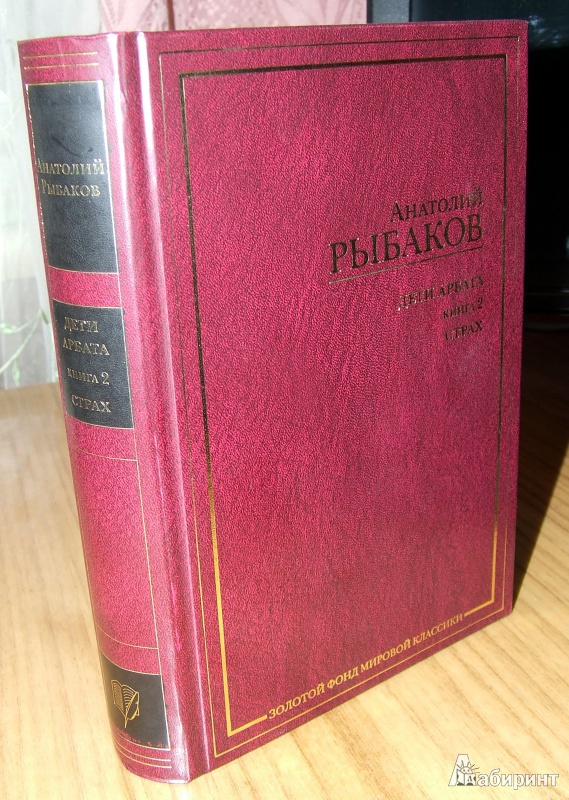 Анатолий
Рыбаков
Дети
Арбата
книга 2
Страх
Анатолий
РЫБАКОВ
Дети Арбата
книга 2
Страх
ЗОЛОТОЙ ФОНД МИРОВОЙ КЛАССИКИ
Лабиринт